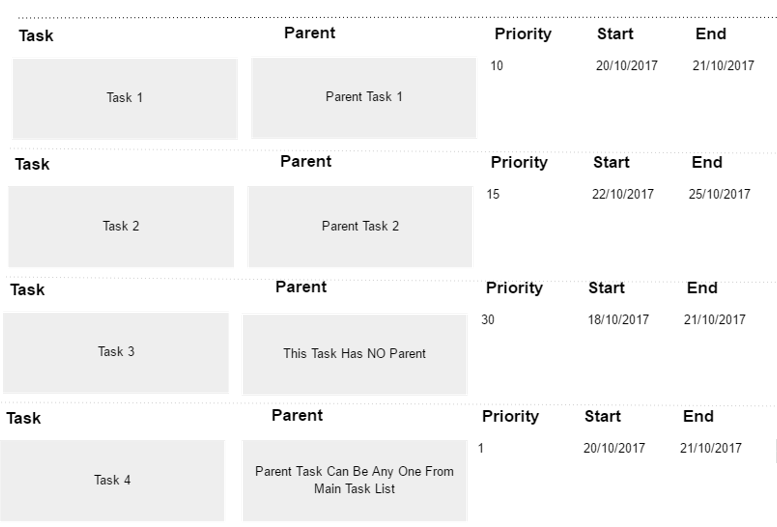 Task Parent Priority Start End
Task 1 Parent Task 1 10 20/10/2017 21/10/2017
Task Parent Priority Start End
Task 2 Parent Task 2 15 22/10/2017 25/10/2017
Task Parent Priority Start End
Task 3 This Task Has NO Parent 30 18/10/2017 21/10/2017
Task Parent Priority Start End
Task 4 Parent Task Can Be Any One From 1 20/10/2017 21/10/2017
Main Task List